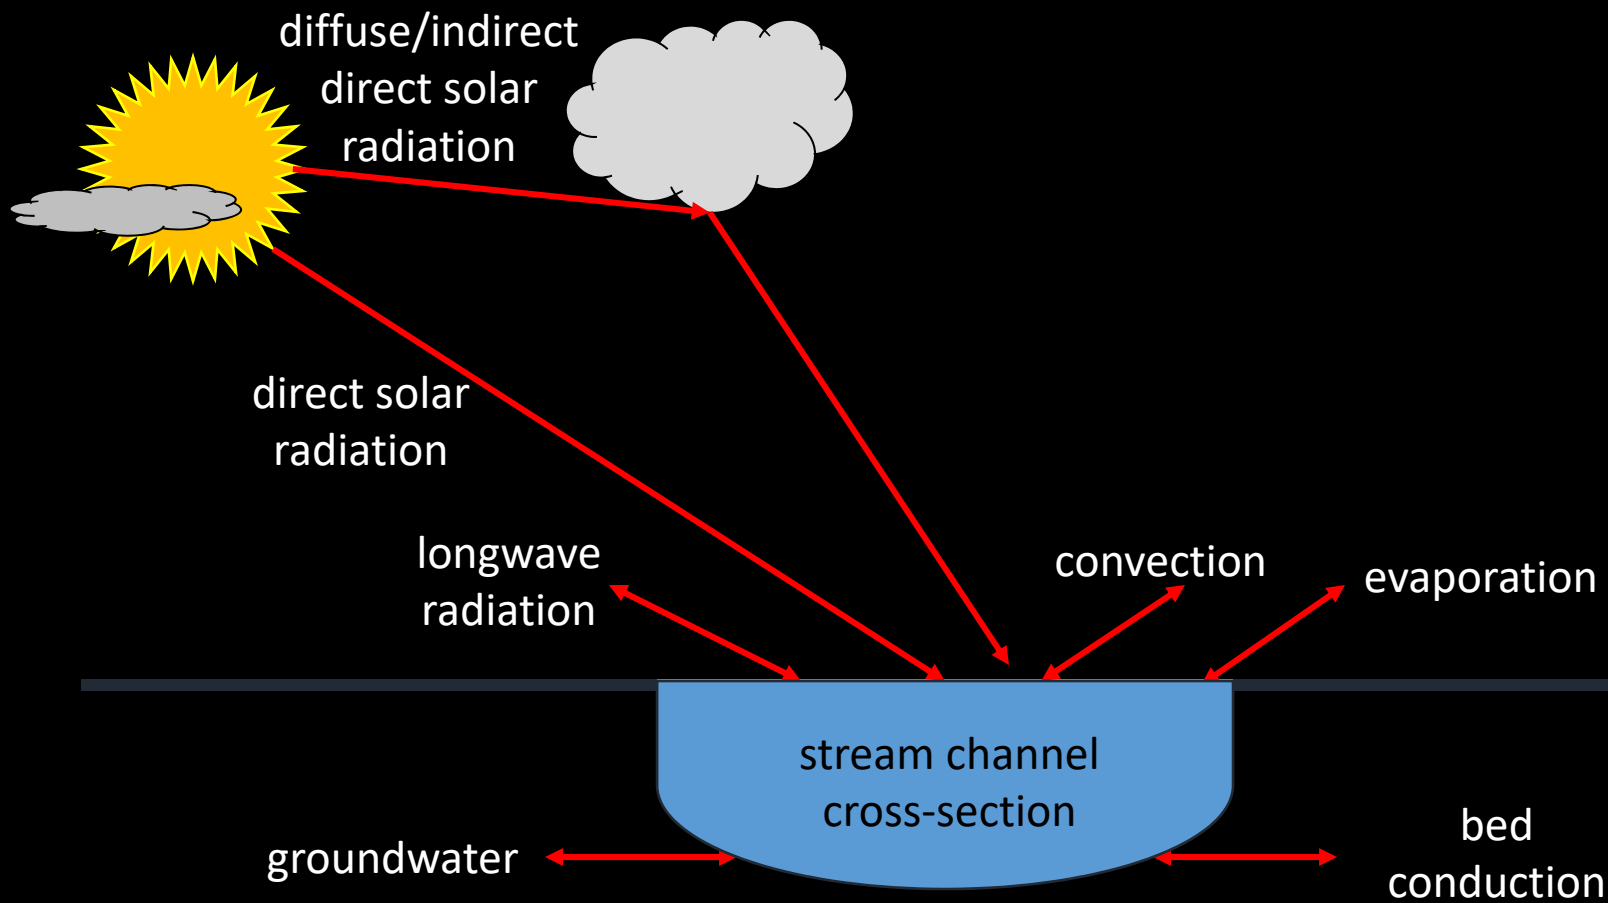 diffuse/indirect
direct solar
radiation
direct solar
radiation
longwave
radiation
convection
evaporation
stream channel
cross-section
groundwater
bed
conduction